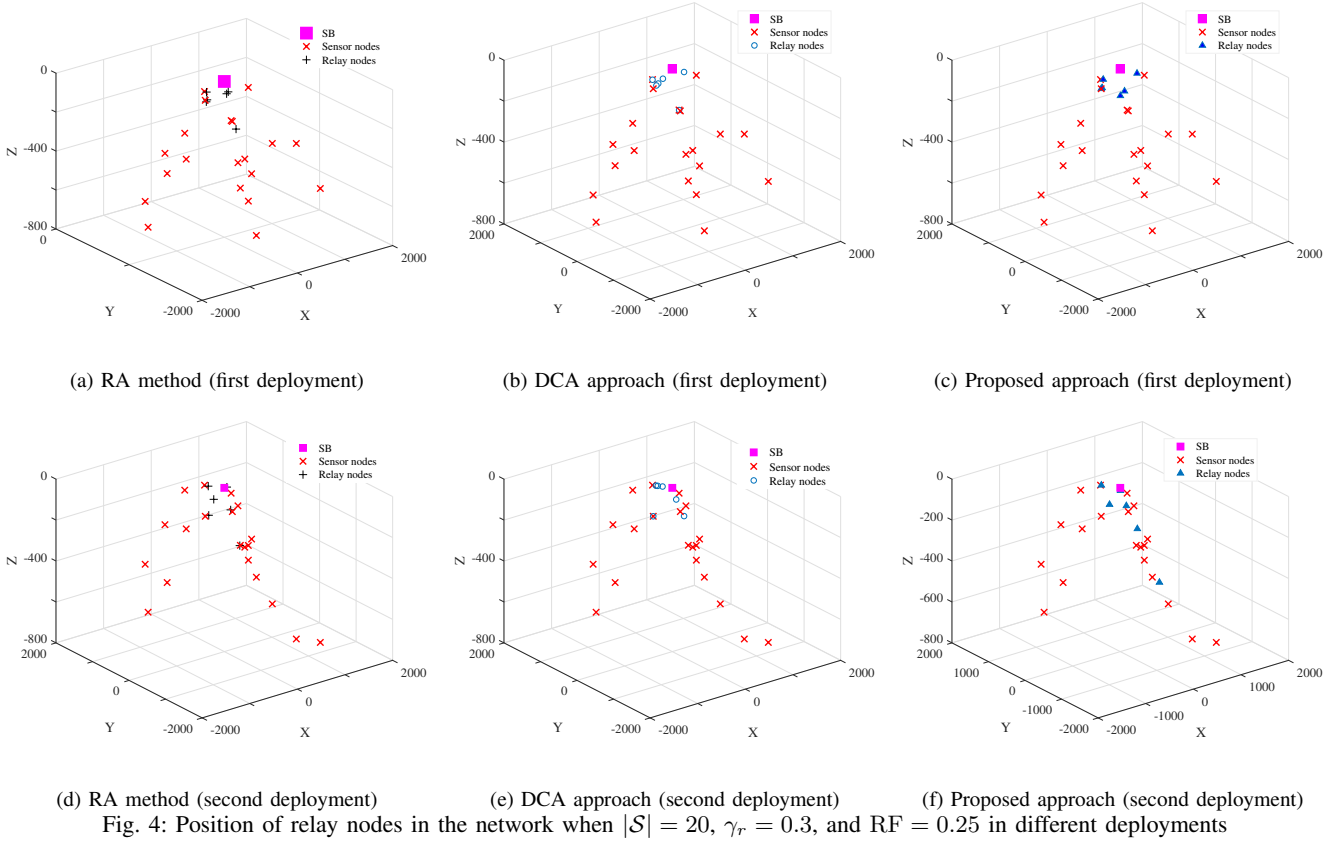 SB
Sensor nodes
Relay nodes
0
-400
-800
Z
0
-2000
Y
-2000
0
2000
X
(a) RA method (first deployment)
SB
Sensor nodes
Relay nodes
0
-400
-800
Z
2000
0
-2000
Y
-2000
0
2000
X
(b) DCA approach (first deployment)
SB
Sensor nodes
Relay nodes
0
-400
-800
Z
2000
0
-2000
Y
-2000
0
2000
X
(c) Proposed approach (first deployment)
SB
Sensor nodes
Relay nodes
0
-400
-800
Z
2000
0
-2000
Y
-2000
0
2000
X
(d) RA method (second deployment)
SB
Sensor nodes
Relay nodes
0
-400
-800
Z
2000
0
-2000
Y
-2000
0
2000
X
(e) DCA approach (second deployment)
SB
Sensor nodes
Relay nodes
0
-200
-400
-600
-800
Z
2000
1000
0
-1000
-2000
Y
-2000
-1000
0
1000
2000
X
(f) Proposed approach (second deployment)
Fig. 4: Position of relay nodes in the network when |𝒮| = 20, γ_r = 0.3, and RF = 0.25 in different deployments